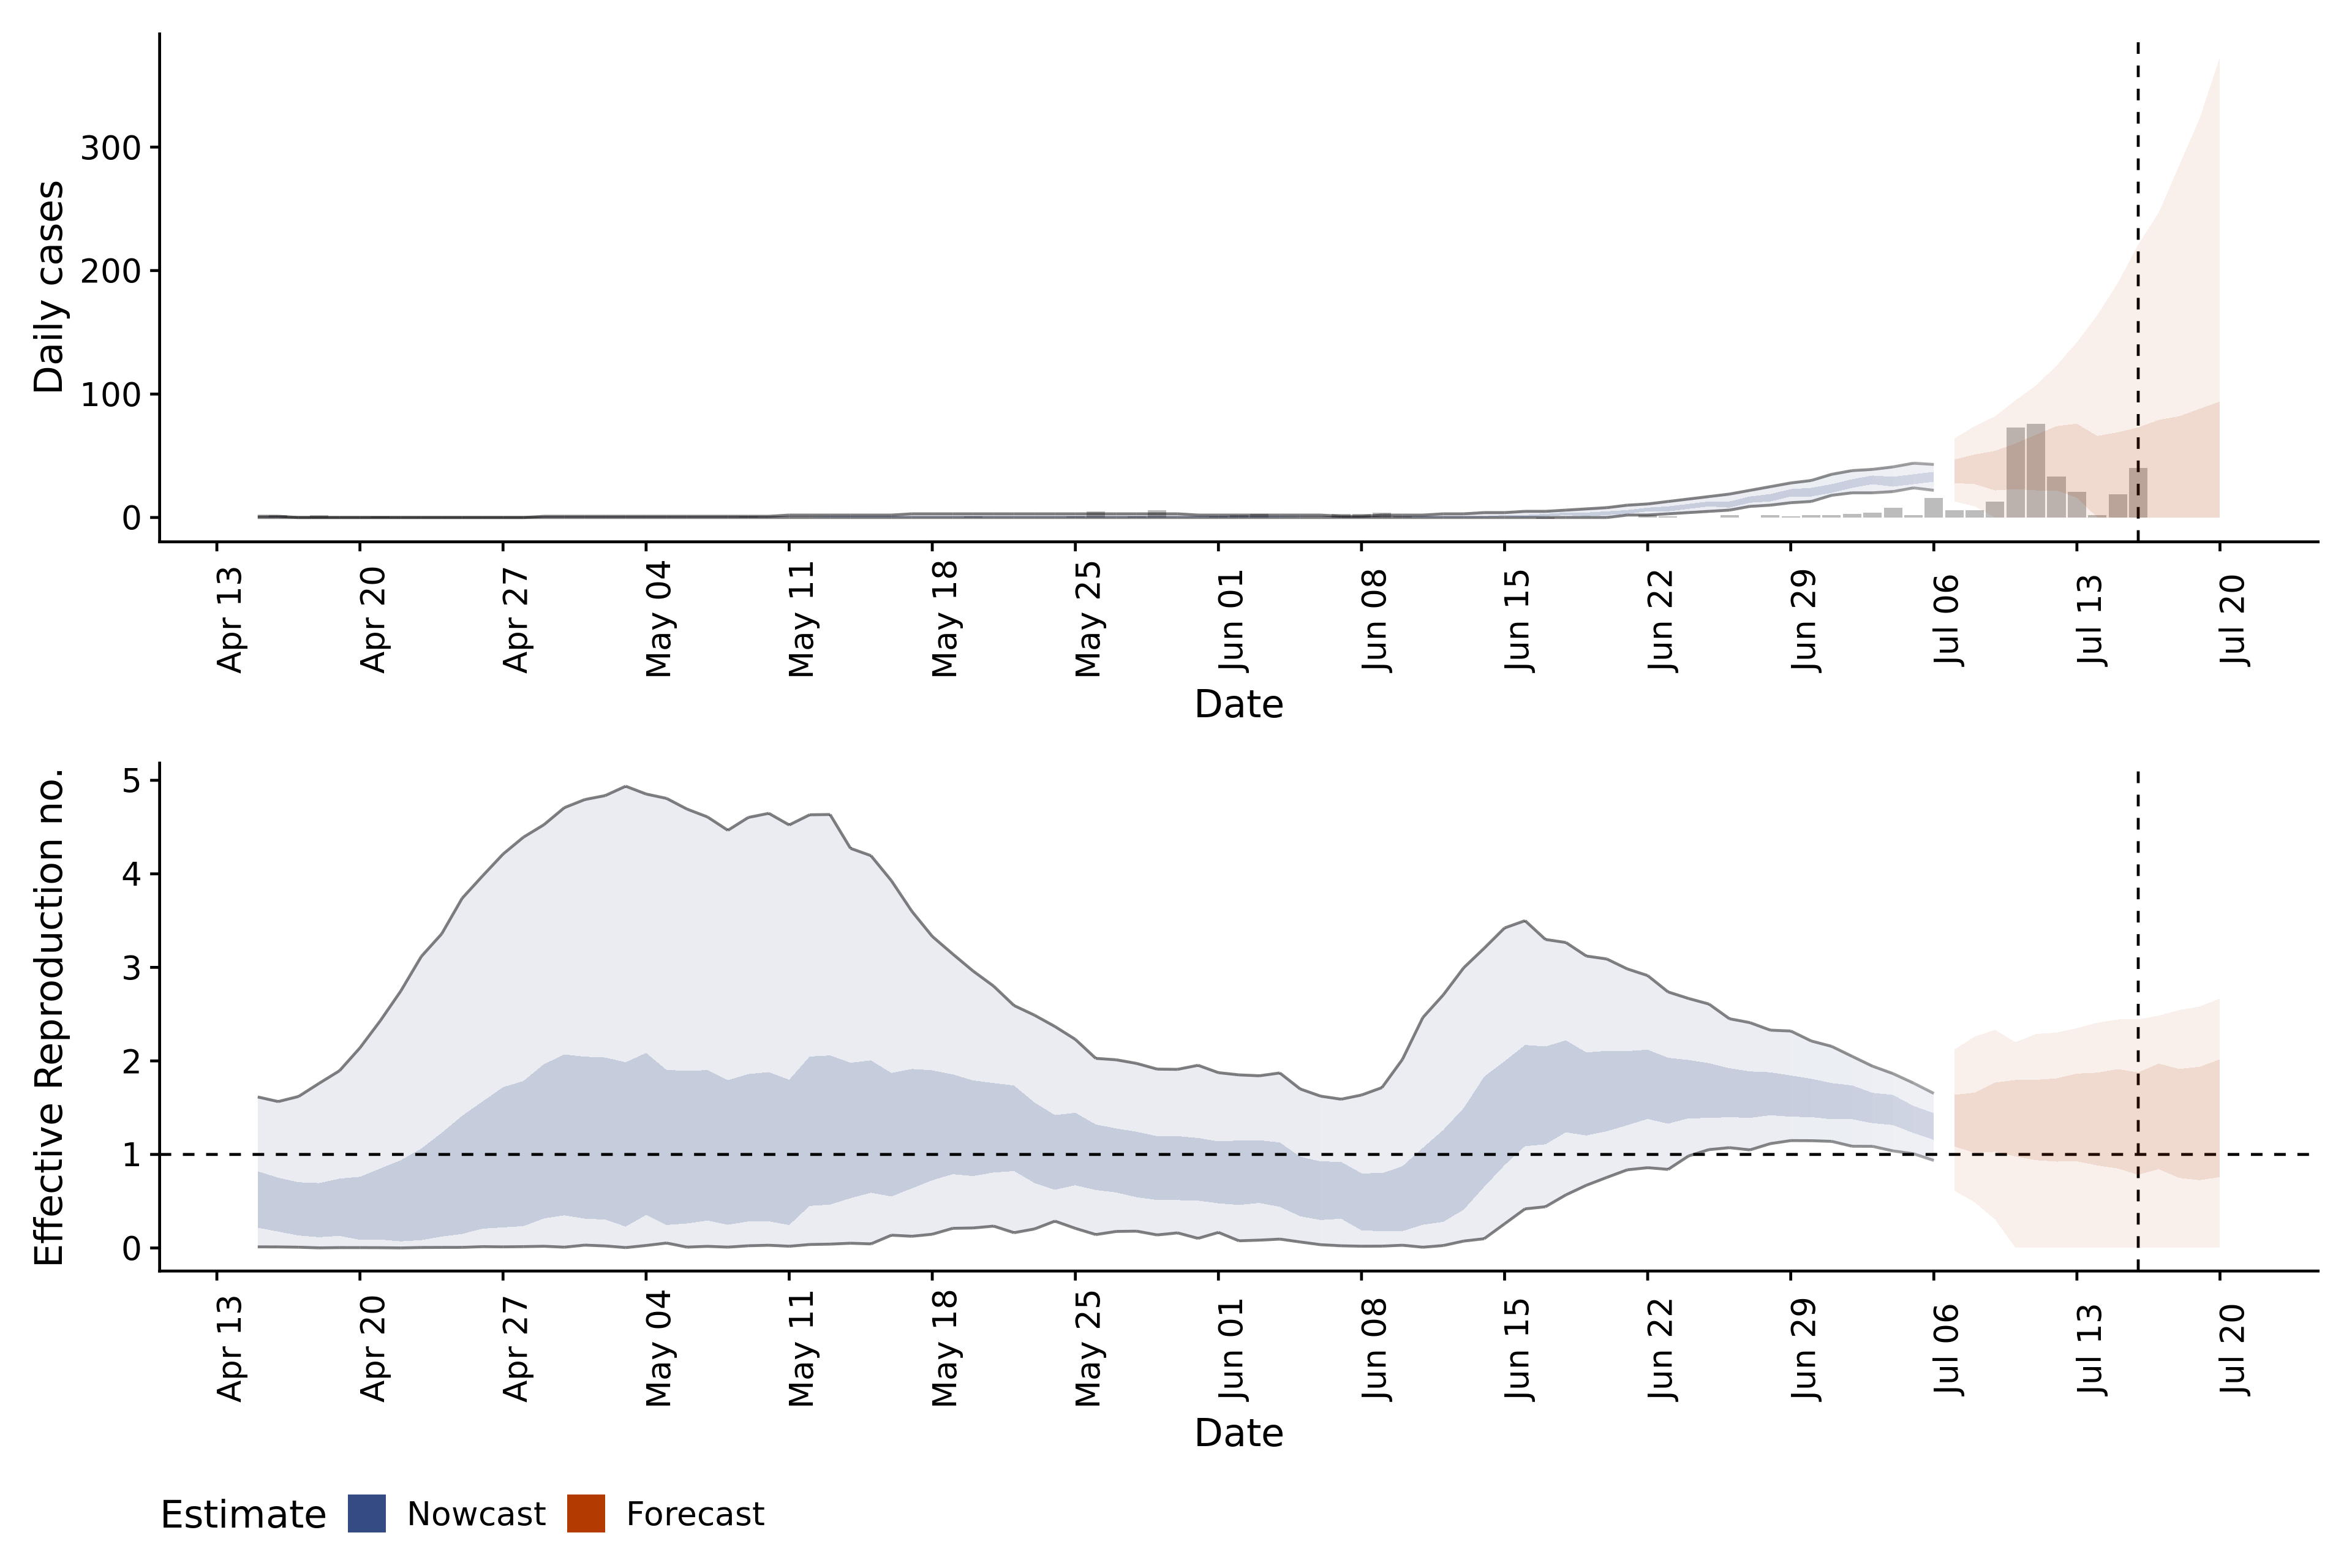 Daily cases
300
200
100
0
Apr 13
Apr 20
Apr 27
May 04
May 11
May 18
May 25
Jun 01
Jun 08
Jun 15
Jun 22
Jun 29
Jul 06
Jul 13
Jul 20
Date
Effective Reproduction no.
5
4
3
2
1
0
Apr 13
Apr 20
Apr 27
May 04
May 11
May 18
May 25
Jun 01
Jun 08
Jun 15
Jun 22
Jun 29
Jul 06
Jul 13
Jul 20
Date
Estimate Nowcast Forecast